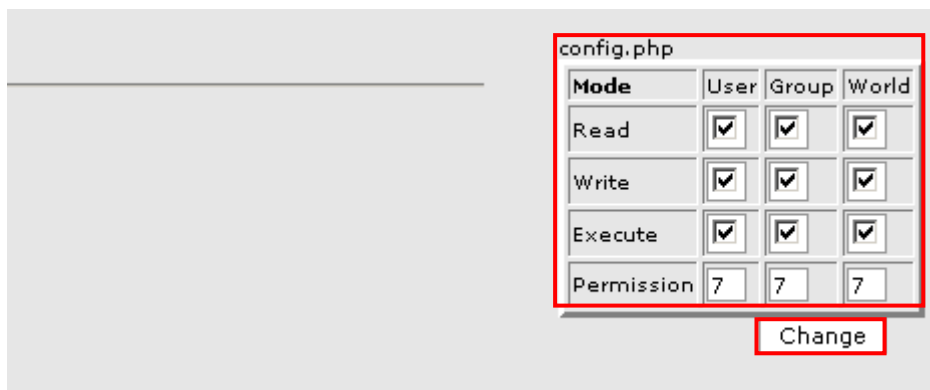 config.php
Mode User Group World
Read
Write
Execute
Permission 7 7 7
Change